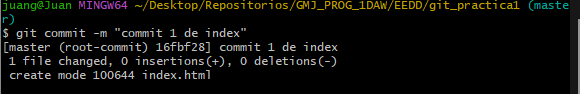 juang@Juan MINGW64 ~/Desktop/Repositorios/GMJ_PROG_1DAW/EEDD/git_practica1 (maste
r)
$ git commit -m "commit 1 de index"
[master (root-commit) 16fbf28] commit 1 de index
 1 file changed, 0 insertions(+), 0 deletions(-)
 create mode 100644 index.html